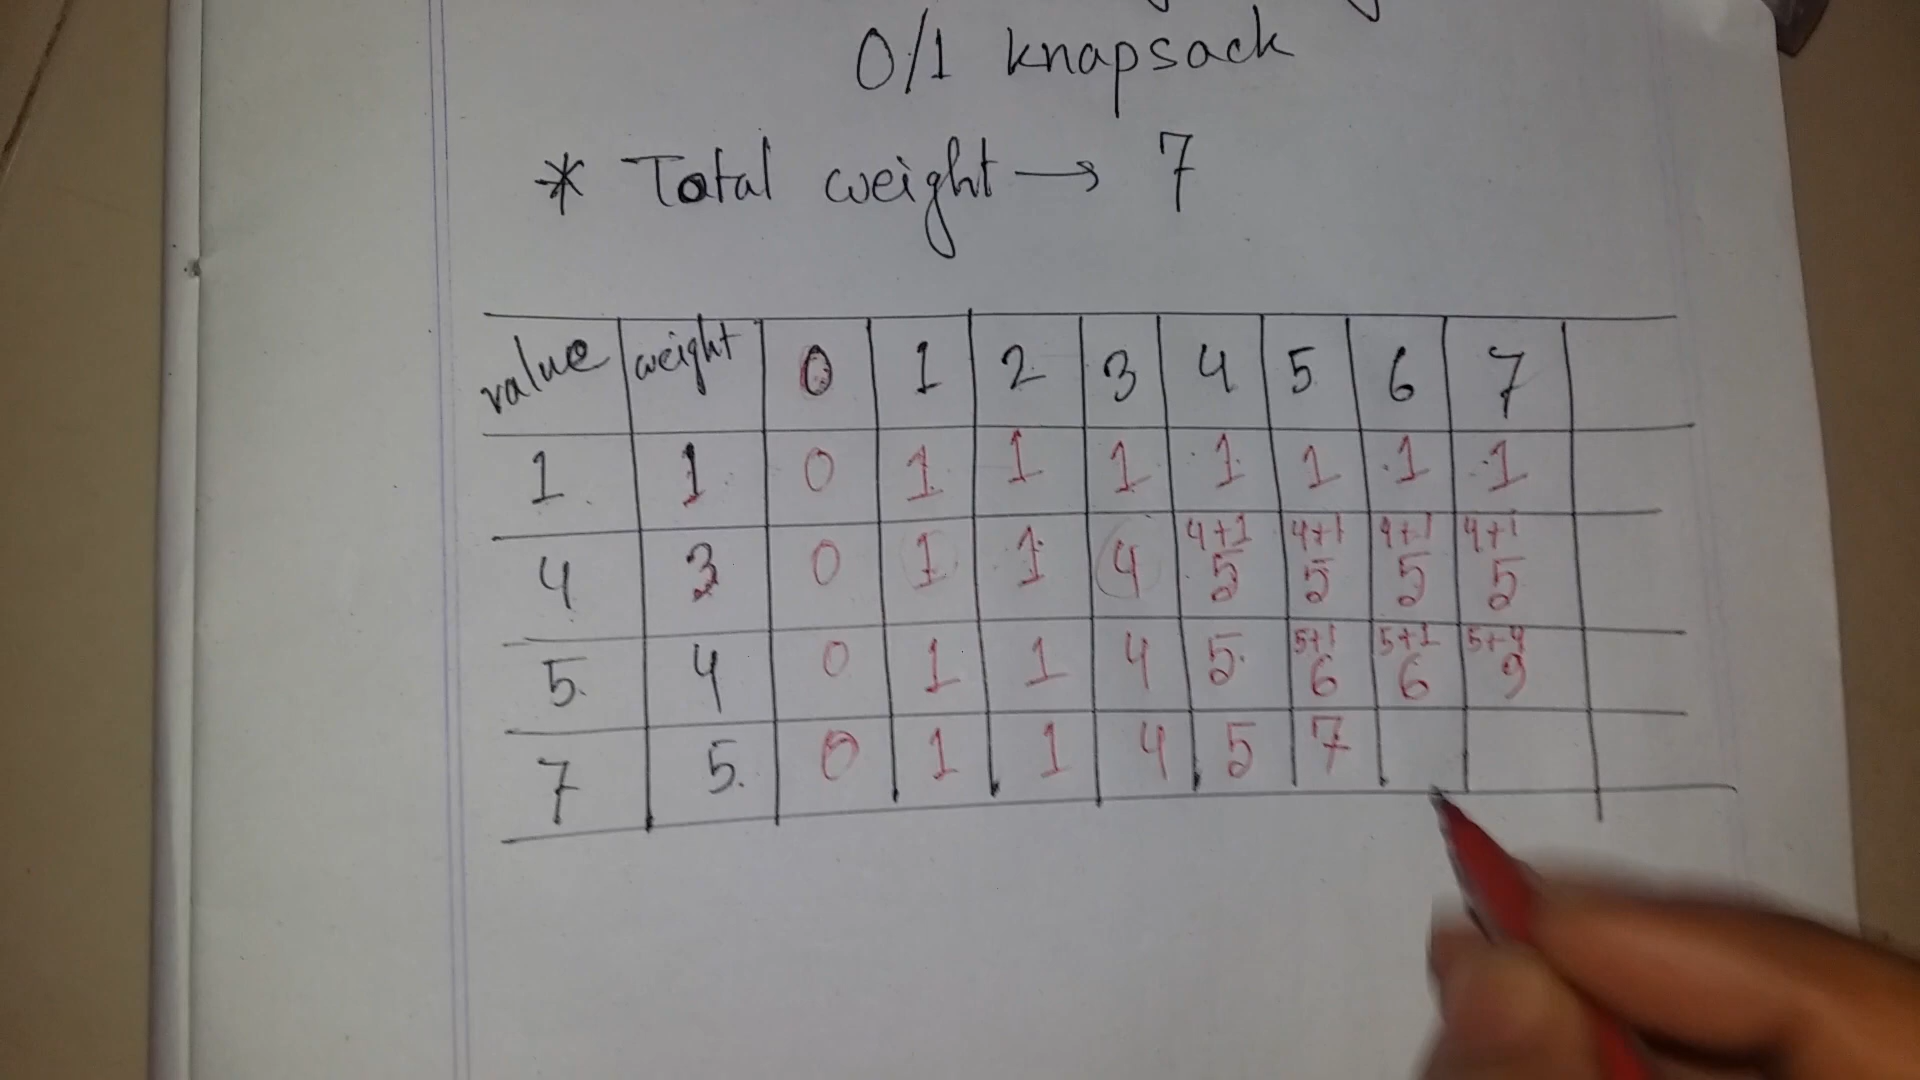 0/1 knapsack
* Total weight → 7
value weight 0 1 2 3 4 5 6 7
1 1 0 1 1 1 1 1 1 1
4+1 4+1 4+1 4+1
4 3 0 1 1 4 5 5 5 5
5+1 5+1 5+4
5 4 0 1 1 4 5 6 6 9
7 5 0 1 1 4 5 7